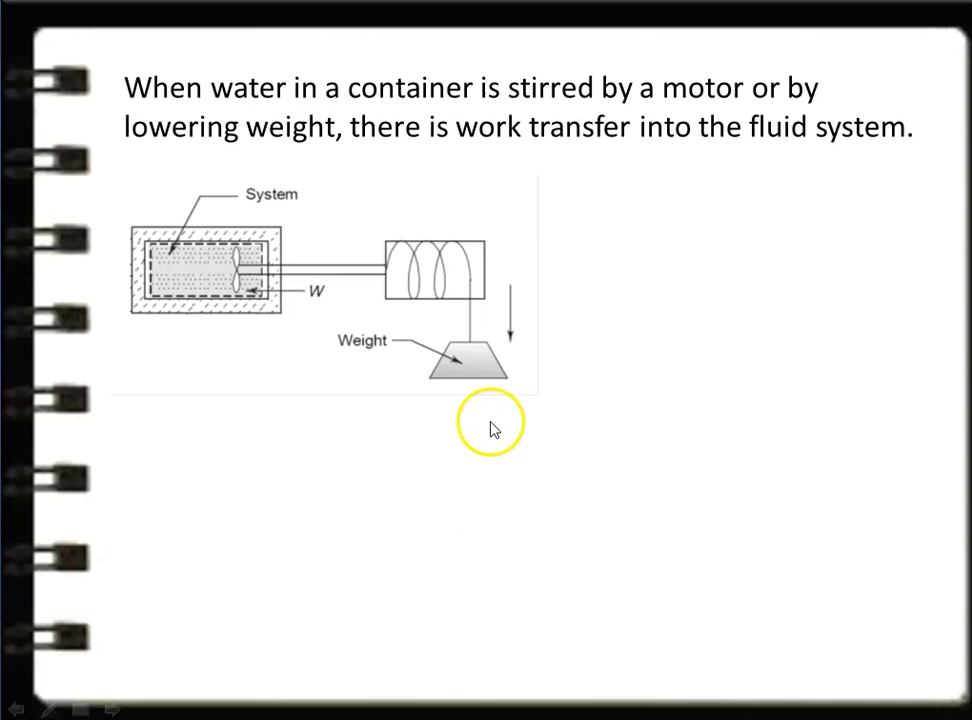 When water in a container is stirred by a motor or by
lowering weight, there is work transfer into the fluid system.
System
W
Weight